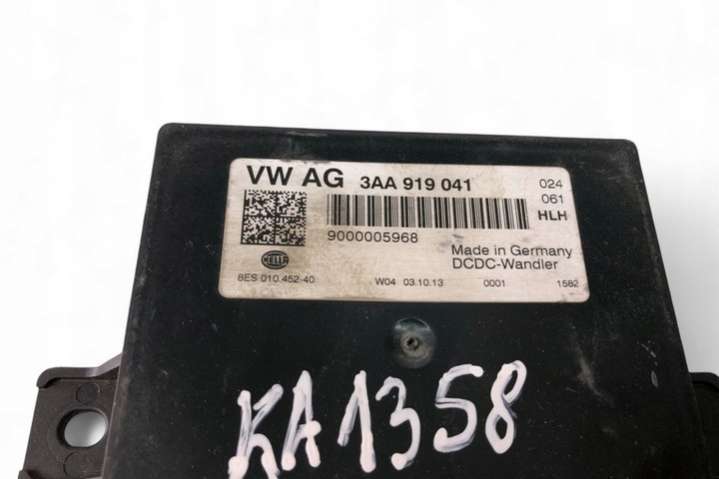 VW AG 3AA 919 041 024
061
HLH
9000005968
Made in Germany
DCDC-Wandler
HELLA
8ES 010.452-40 W04 03.10.13 0001 1582
KA1358